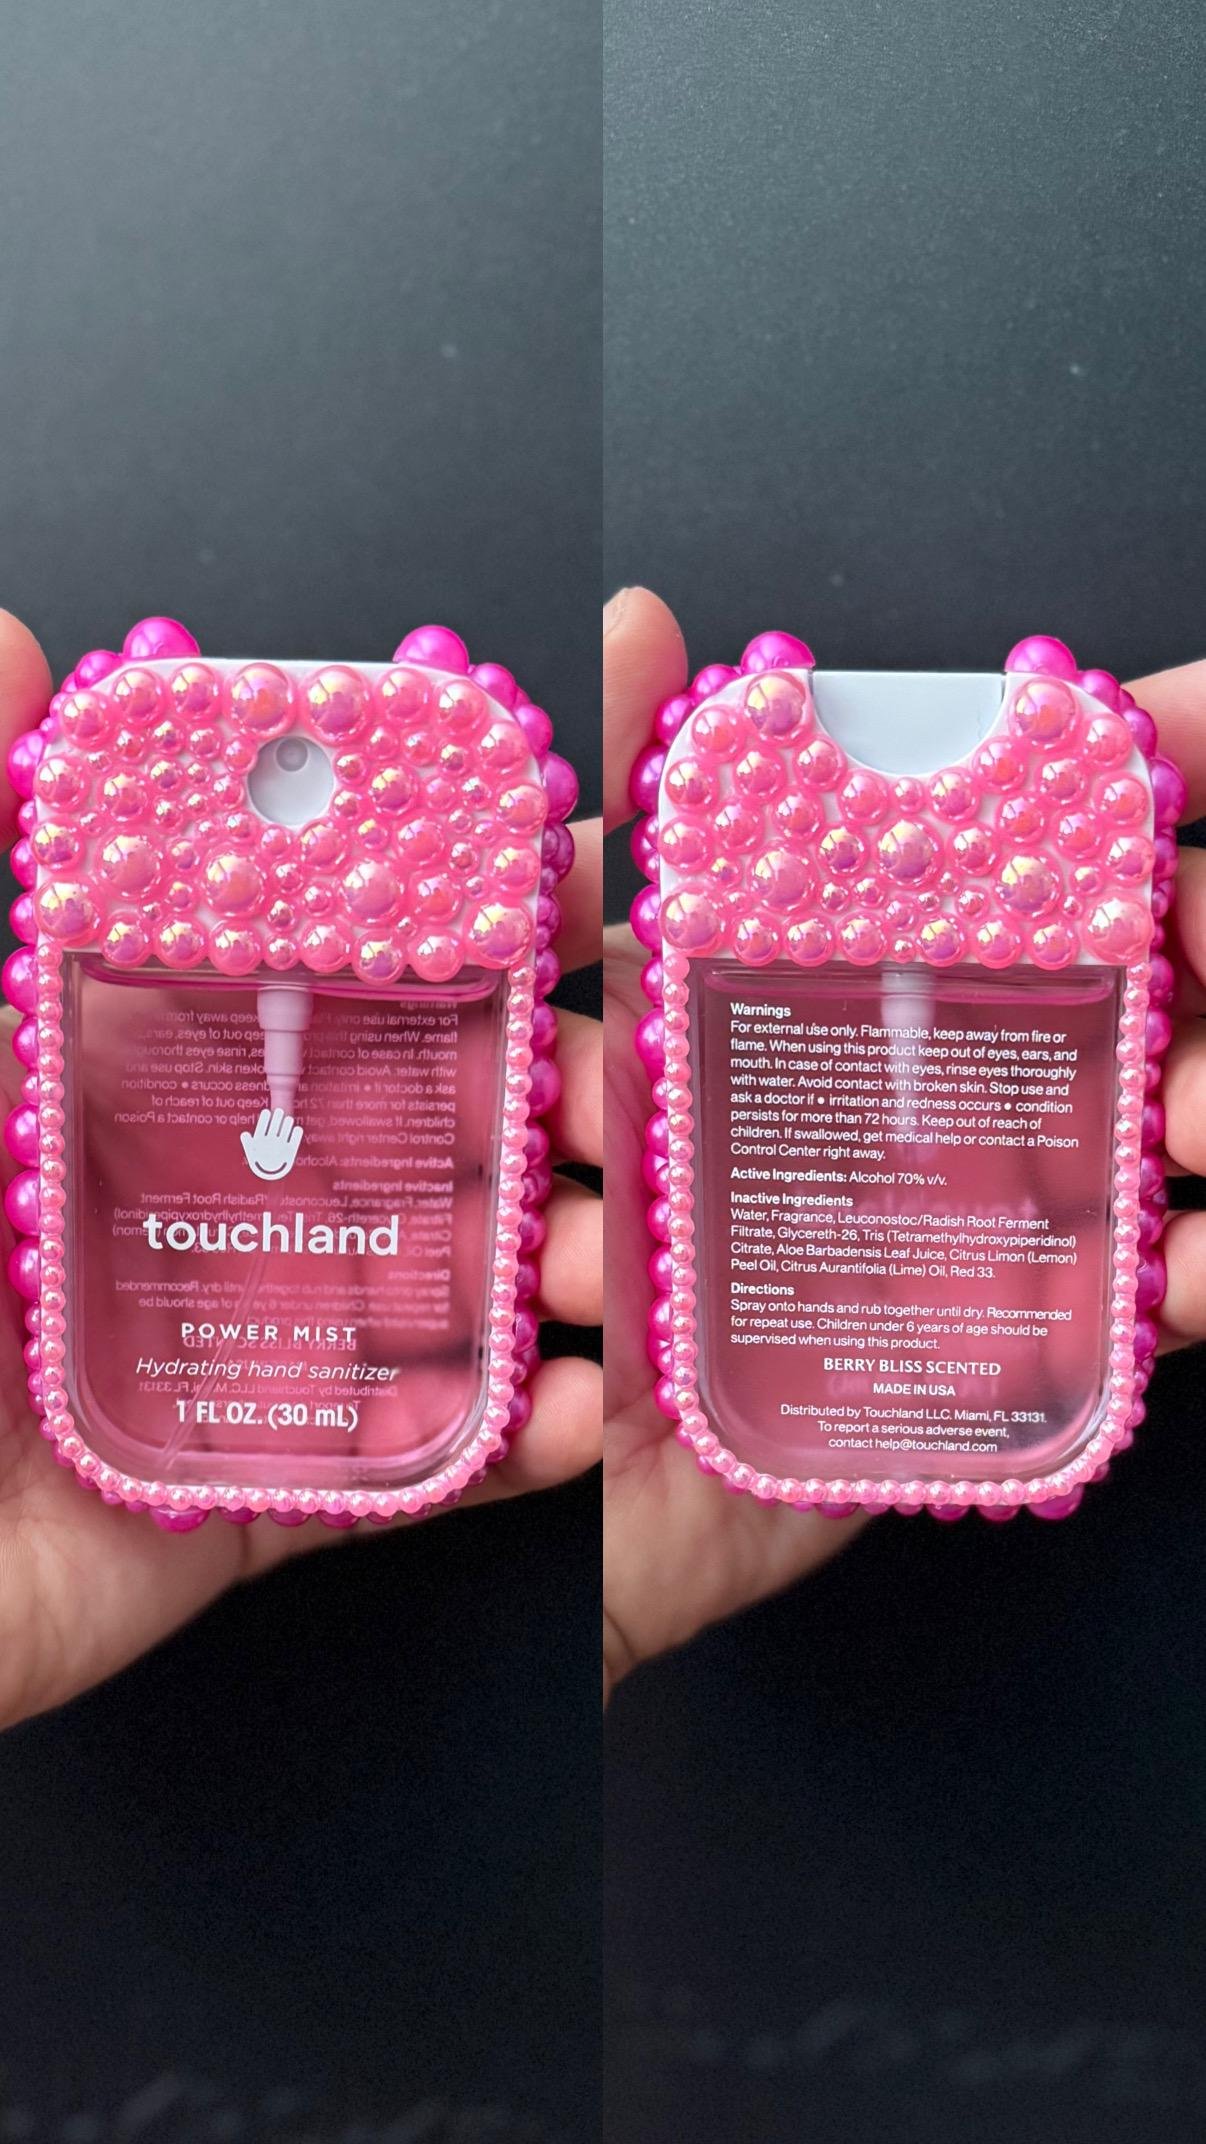 touchland
POWER MIST
Hydrating hand sanitizer
1 FL OZ. (30 mL)
Warnings
For external use only. Flammable, keep away from fire or
flame. When using this product keep out of eyes, ears, and
mouth. In case of contact with eyes, rinse eyes thoroughly
with water. Avoid contact with broken skin. Stop use and
ask a doctor if ● irritation and redness occurs ● condition
persists for more than 72 hours. Keep out of reach of
children. If swallowed, get medical help or contact a Poison
Control Center right away.
Active Ingredients: Alcohol 70% v/v.
Inactive Ingredients
Water, Fragrance, Leuconostoc/Radish Root Ferment
Filtrate, Glycereth-26, Tris (Tetramethylhydroxypiperidinol)
Citrate, Aloe Barbadensis Leaf Juice, Citrus Limon (Lemon)
Peel Oil, Citrus Aurantifolia (Lime) Oil, Red 33.
Directions
Spray onto hands and rub together until dry. Recommended
for repeat use. Children under 6 years of age should be
supervised when using this product.
BERRY BLISS SCENTED
MADE IN USA
Distributed by Touchland LLC. Miami, FL 33131.
To report a serious adverse event,
contact help@touchland.com